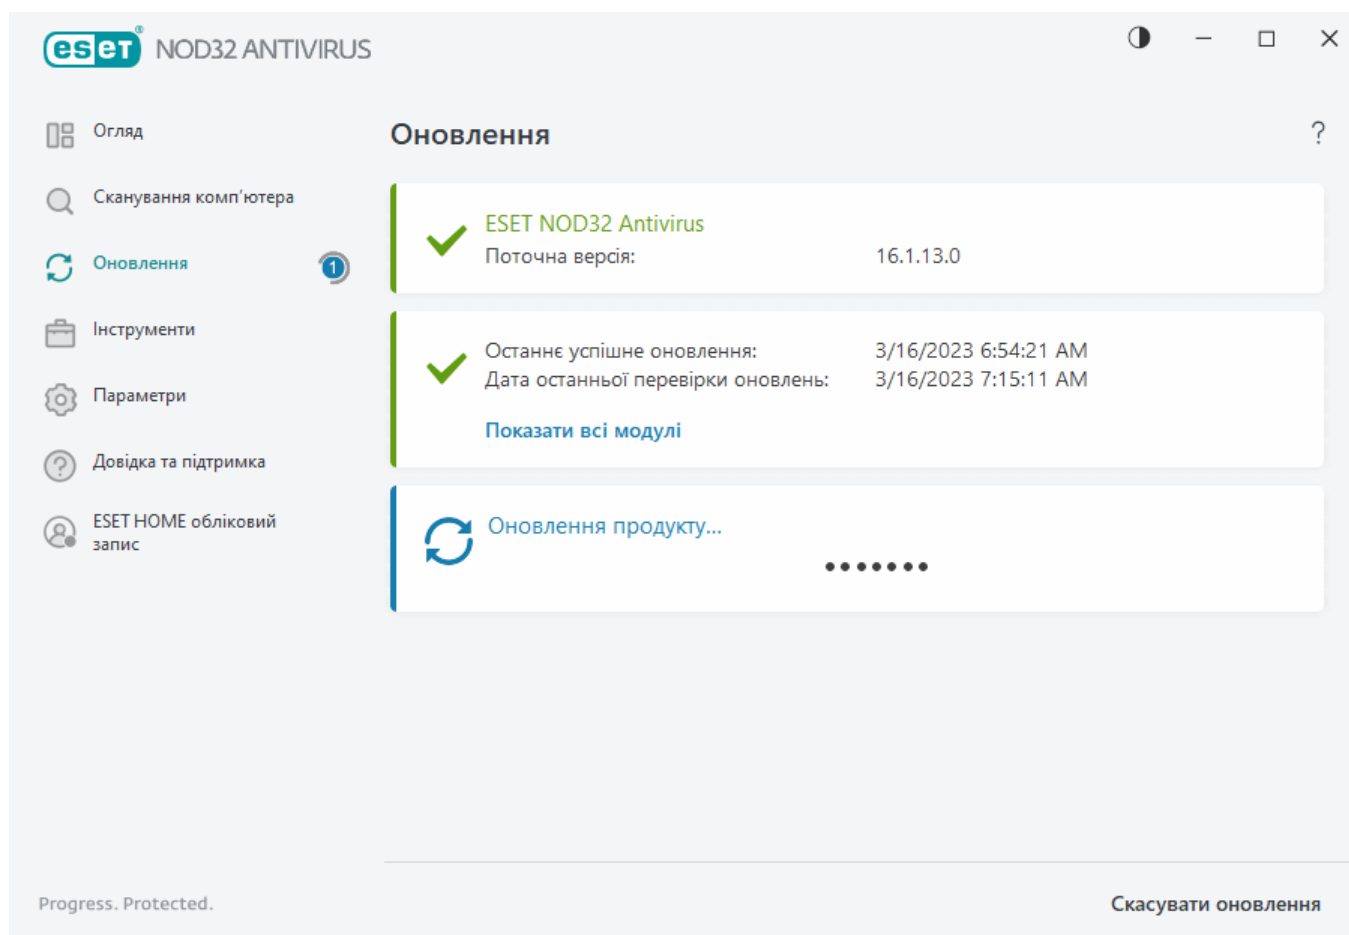 eset® NOD32 ANTIVIRUS
Огляд
Сканування комп'ютера
Оновлення
1
Інструменти
Параметри
Довідка та підтримка
ESET HOME обліковий
запис
Оновлення
?
ESET NOD32 Antivirus
Поточна версія: 16.1.13.0
Останнє успішне оновлення: 3/16/2023 6:54:21 AM
Дата останньої перевірки оновлень: 3/16/2023 7:15:11 AM
Показати всі модулі
Оновлення продукту...
Progress. Protected.
Скасувати оновлення